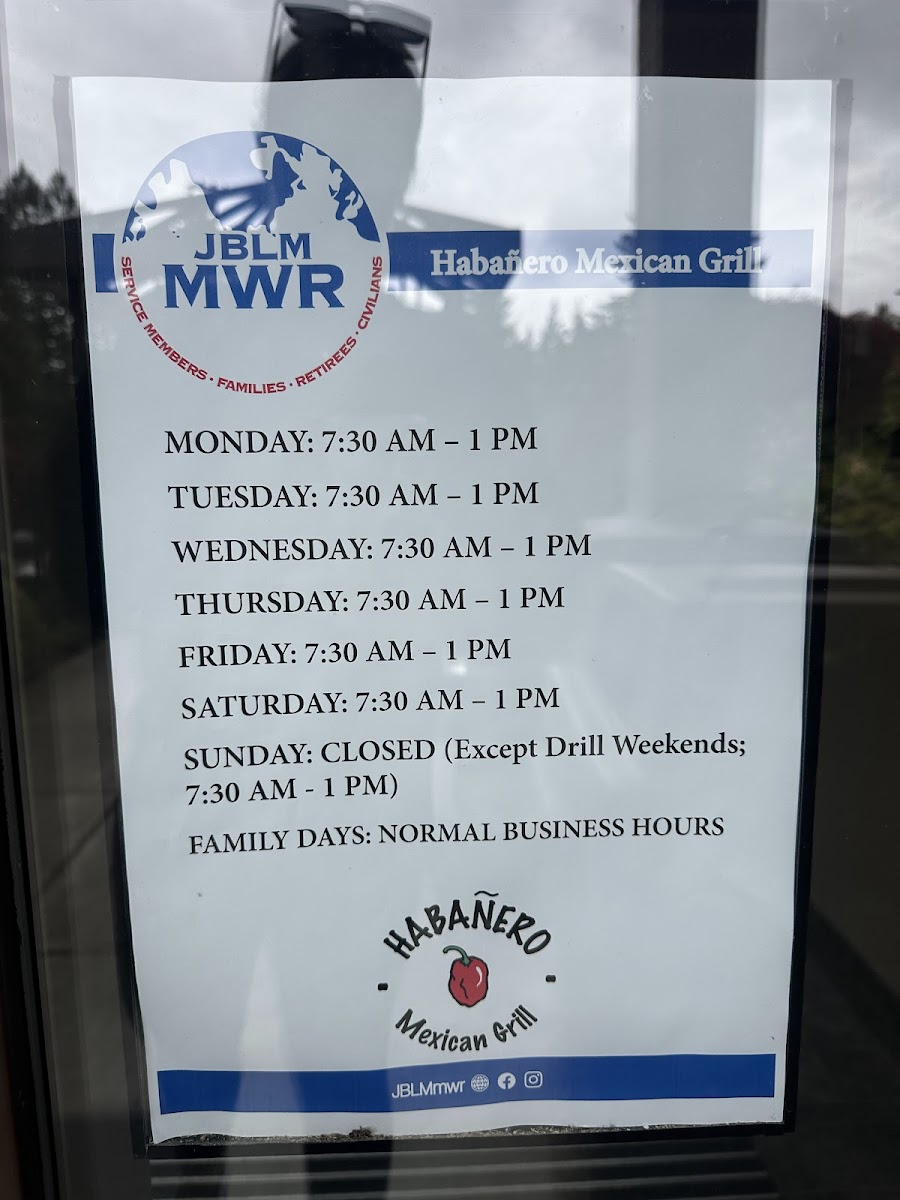 JBLM
MWR
SERVICE MEMBERS · FAMILIES · RETIREES · CIVILIANS
Habañero Mexican Grill
MONDAY: 7:30 AM – 1 PM
TUESDAY: 7:30 AM – 1 PM
WEDNESDAY: 7:30 AM – 1 PM
THURSDAY: 7:30 AM – 1 PM
FRIDAY: 7:30 AM – 1 PM
SATURDAY: 7:30 AM – 1 PM
SUNDAY: CLOSED (Except Drill Weekends;
7:30 AM - 1 PM)
FAMILY DAYS: NORMAL BUSINESS HOURS
HABAÑERO
Mexican Grill
JBLMmwr